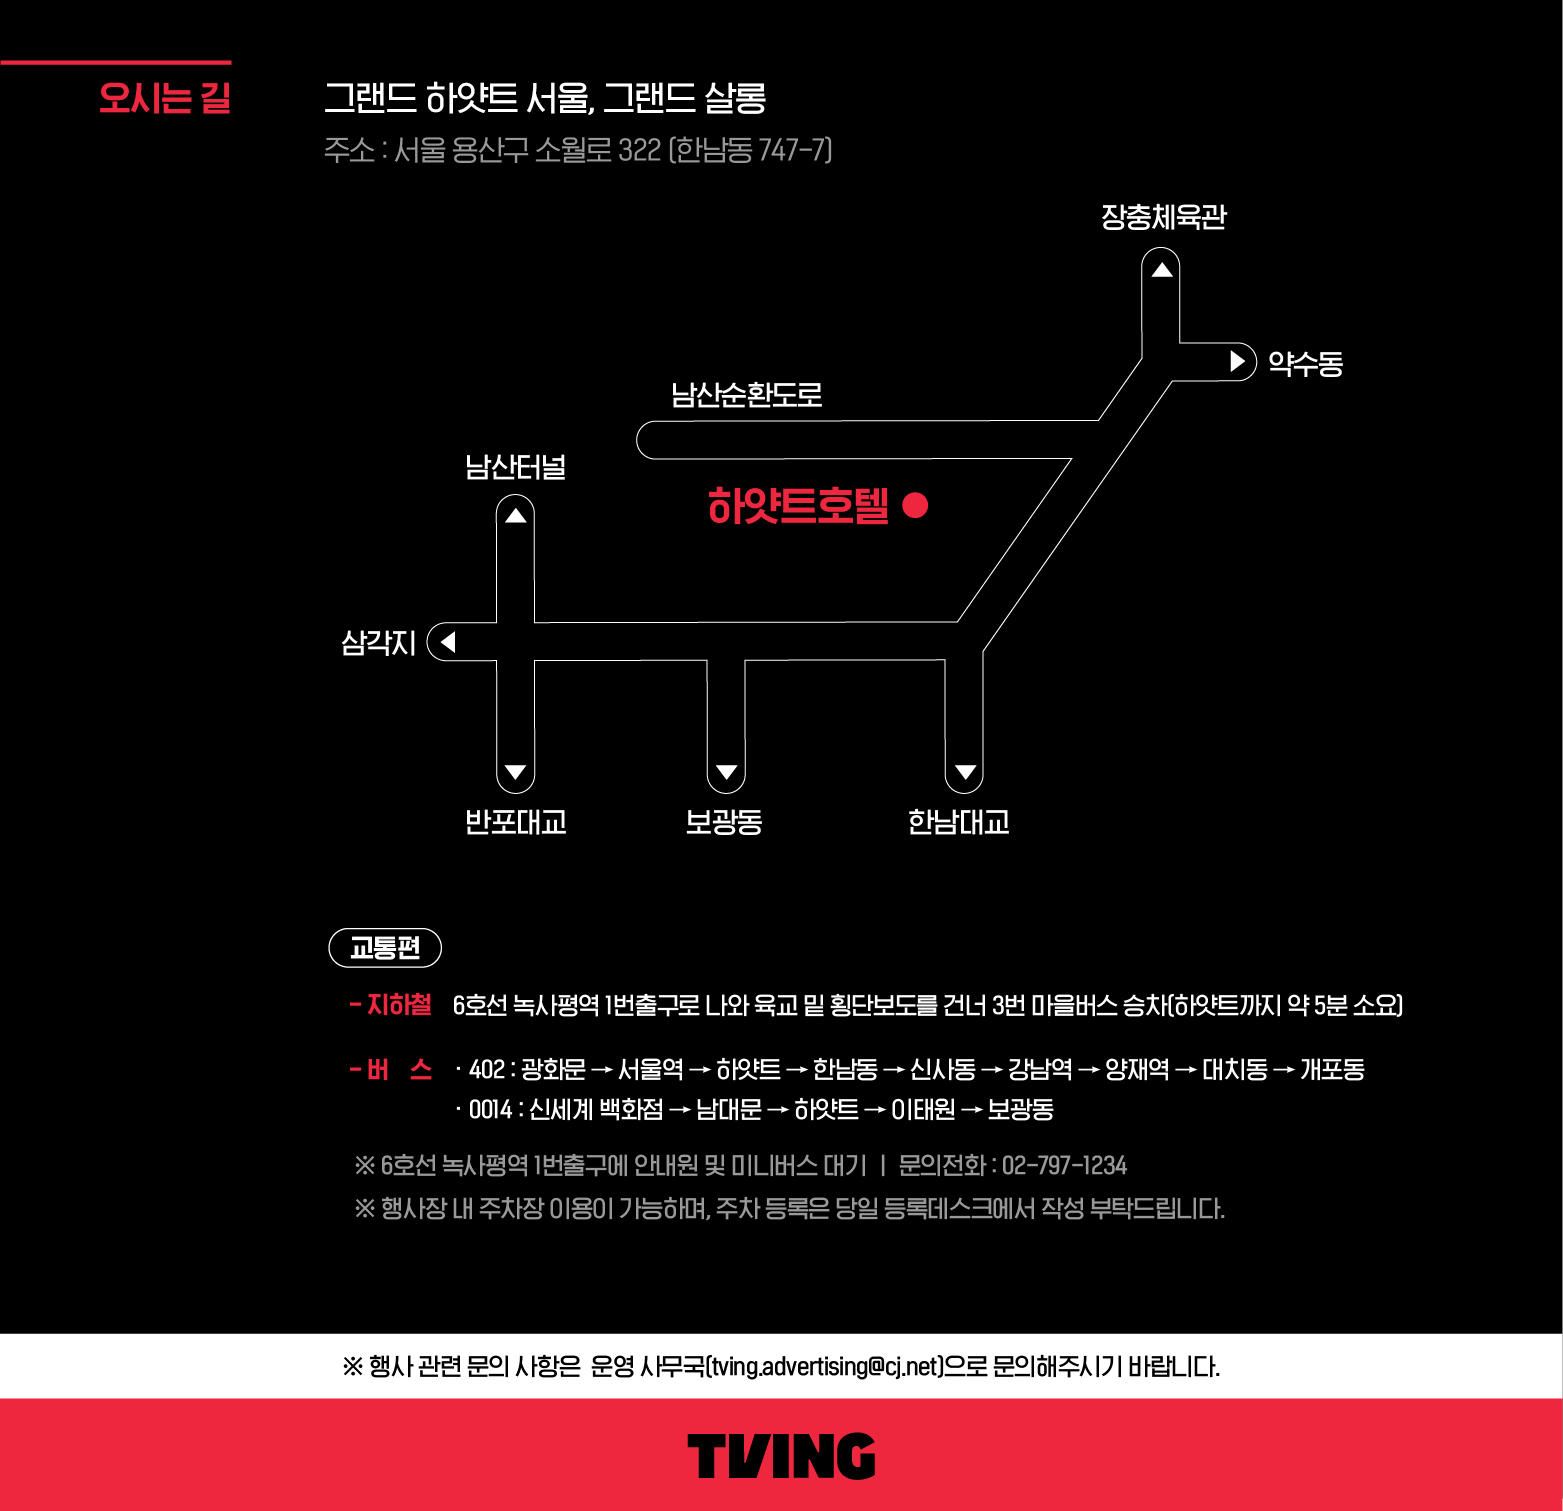 오시는 길
그랜드 하얏트 서울, 그랜드 살롱
주소 : 서울 용산구 소월로 322 (한남동 747-7)
장충체육관
약수동
남산순환도로
남산터널
하얏트호텔
삼각지
반포대교
보광동
한남대교
교통편
- 지하철 6호선 녹사평역 1번출구로 나와 육교 밑 횡단보도를 건너 3번 마을버스 승차(하얏트까지 약 5분 소요)
- 버 스 · 402 : 광화문 → 서울역 → 하얏트 → 한남동 → 신사동 → 강남역 → 양재역 → 대치동 → 개포동
· 0014 : 신세계 백화점 → 남대문 → 하얏트 → 이태원 → 보광동
※ 6호선 녹사평역 1번출구에 안내원 및 미니버스 대기 ㅣ 문의전화 : 02-797-1234
※ 행사장 내 주차장 이용이 가능하며, 주차 등록은 당일 등록데스크에서 작성 부탁드립니다.
※ 행사 관련 문의 사항은 운영 사무국(tving.advertising@cj.net)으로 문의해주시기 바랍니다.
TVING